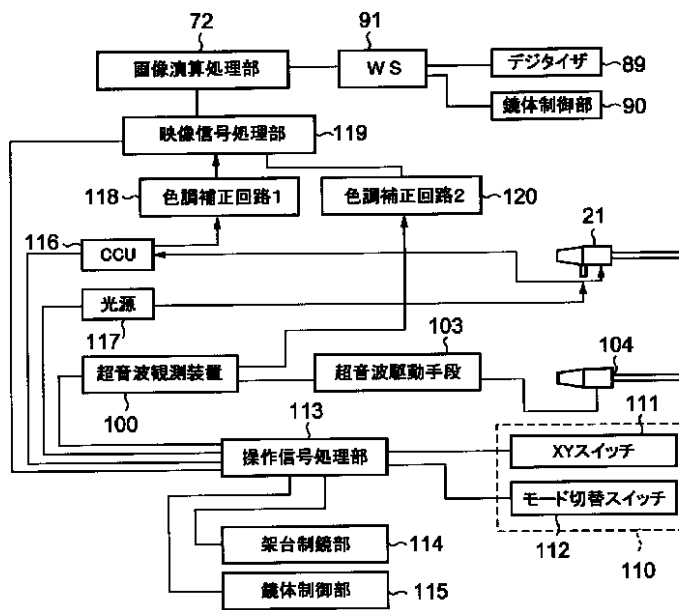 72
91
画像演算処理部
WS
デジタイザ
89
鏡体制御部
90
映像信号処理部
119
118
色調補正回路1
色調補正回路2
120
116
CCU
21
光源
117
103
104
超音波観測装置
超音波駆動手段
100
113
111
操作信号処理部
XYスイッチ
モード切替スイッチ
112
110
架台制鏡部
114
鏡体制御部
115